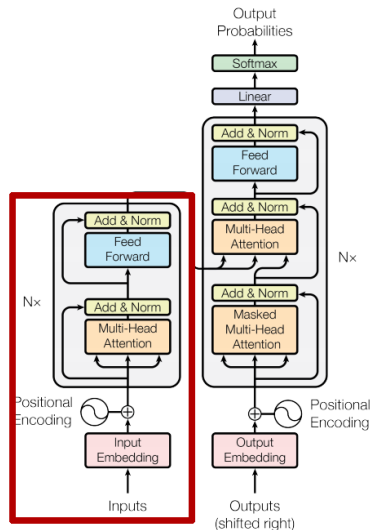 Output
Probabilities
Softmax
Linear
Add & Norm
Feed
Forward
Add & Norm
Multi-Head
Attention
Add & Norm
Masked
Multi-Head
Attention
N×
Positional
Encoding
Output
Embedding
Outputs
(shifted right)
Add & Norm
Feed
Forward
N×
Add & Norm
Multi-Head
Attention
Positional
Encoding
Input
Embedding
Inputs